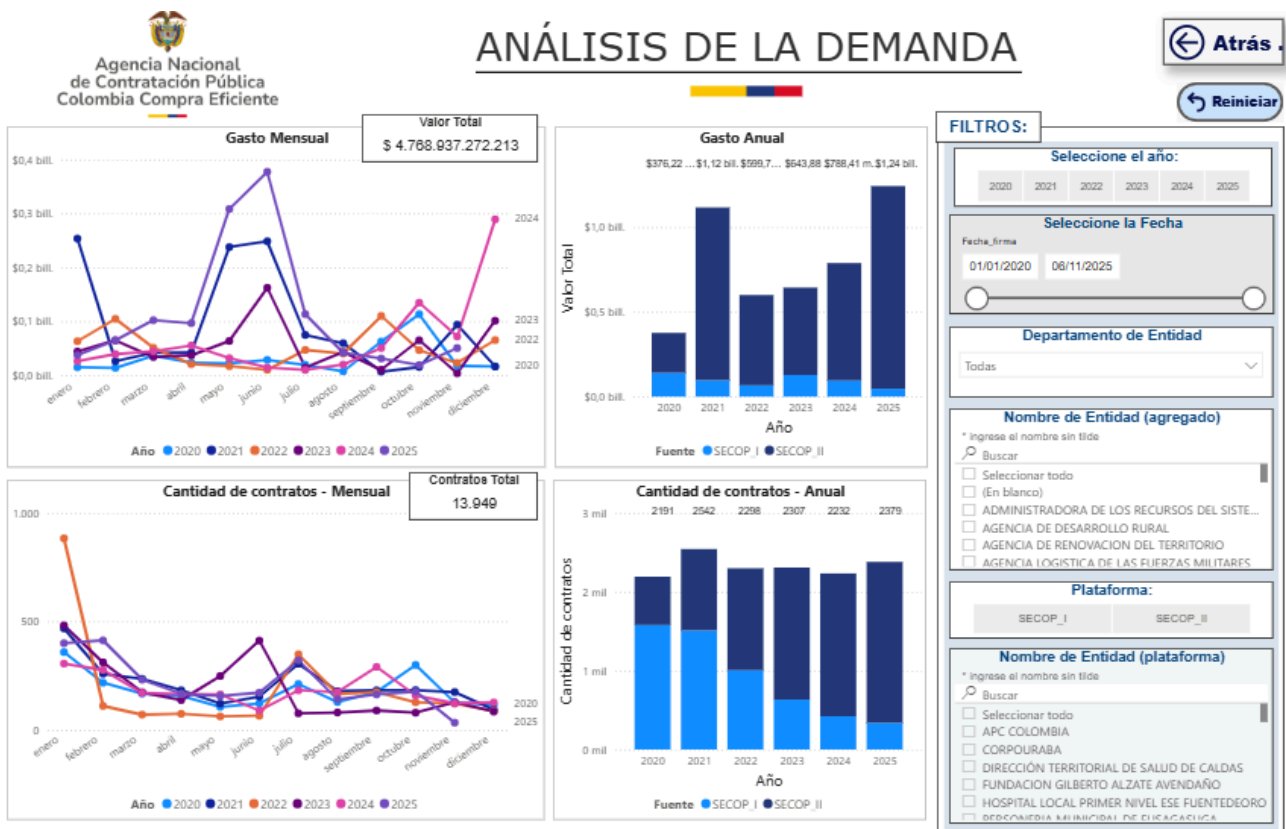 Agencia Nacional
de Contratación Pública
Colombia Compra Eficiente
ANÁLISIS DE LA DEMANDA
Atrás .
Reiniciar
Gasto Mensual
Valor Total
$ 4.768.937.272.213
$0,4 bill.
$0,3 bill.
$0,2 bill.
$0,1 bill.
$0,0 bill.
2024
2023
2022
2020
enero
febrero
marzo
abril
mayo
junio
julio
agosto
septiembre
octubre
noviembre
diciembre
Año 2020 2021 2022 2023 2024 2025
Gasto Anual
$376,22 ... $1,12 bill. $599,7... $643,88 $788,41 m. $1,24 bill.
Valor Total
$1,0 bill.
$0,5 bill.
$0,0 bill.
2020 2021 2022 2023 2024 2025
Año
Fuente SECOP_I SECOP_II
Cantidad de contratos - Mensual
Contratos Total
13.949
1.000
500
0
2020
2025
enero
febrero
marzo
abril
mayo
junio
julio
agosto
septiembre
octubre
noviembre
diciembre
Año 2020 2021 2022 2023 2024 2025
Cantidad de contratos - Anual
2191 2542 2298 2307 2232 2379
Cantidad de contratos
3 mil
2 mil
1 mil
0 mil
2020 2021 2022 2023 2024 2025
Año
Fuente SECOP_I SECOP_II
FILTROS:
Seleccione el año:
2020 2021 2022 2023 2024 2025
Seleccione la Fecha
Fecha_firma
01/01/2020 06/11/2025
Departamento de Entidad
Todas
Nombre de Entidad (agregado)
* Ingrese el nombre sin tilde
Buscar
Seleccionar todo
(En blanco)
ADMINISTRADORA DE LOS RECURSOS DEL SISTE...
AGENCIA DE DESARROLLO RURAL
AGENCIA DE RENOVACION DEL TERRITORIO
AGENCIA LOGISTICA DE LAS FUERZAS MILITARES
Plataforma:
SECOP_I SECOP_II
Nombre de Entidad (plataforma)
* Ingrese el nombre sin tilde
Buscar
Seleccionar todo
APC COLOMBIA
CORPOURABA
DIRECCIÓN TERRITORIAL DE SALUD DE CALDAS
FUNDACION GILBERTO ALZATE AVENDAÑO
HOSPITAL LOCAL PRIMER NIVEL ESE FUENTEDEORO
PERSONERIA MUNICIPAL DE FUSAGASUGA